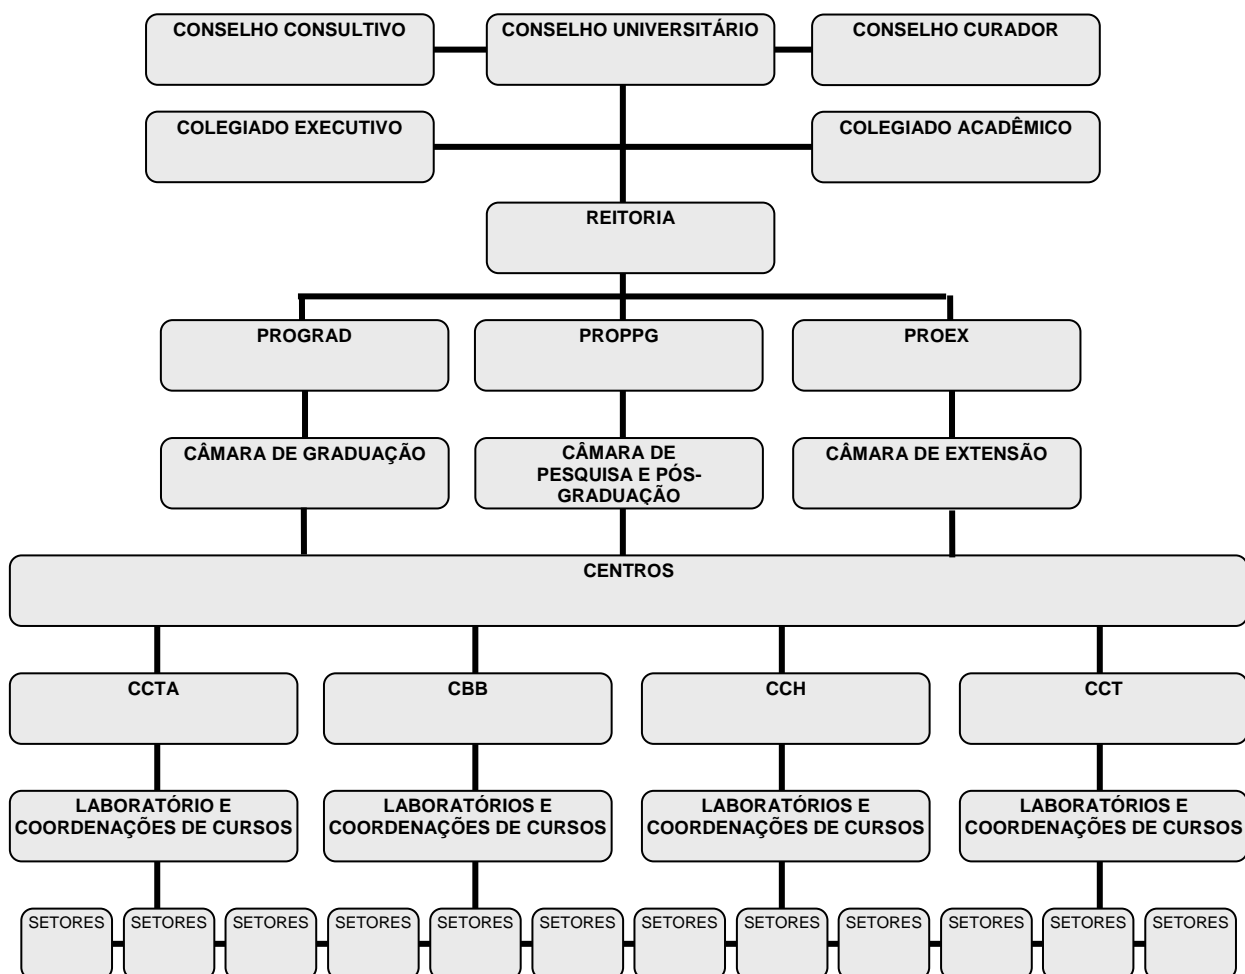 CONSELHO CONSULTIVO
CONSELHO UNIVERSITÁRIO
CONSELHO CURADOR
COLEGIADO EXECUTIVO
COLEGIADO ACADÊMICO
REITORIA
PROGRAD
PROPPG
PROEX
CÂMARA DE GRADUAÇÃO
CÂMARA DE
PESQUISA E PÓS-
GRADUAÇÃO
CÂMARA DE EXTENSÃO
CENTROS
CCTA
CBB
CCH
CCT
LABORATÓRIO E
COORDENAÇÕES DE CURSOS
LABORATÓRIOS E
COORDENAÇÕES DE CURSOS
LABORATÓRIOS E
COORDENAÇÕES DE CURSOS
LABORATÓRIOS E
COORDENAÇÕES DE CURSOS
SETORES
SETORES
SETORES
SETORES
SETORES
SETORES
SETORES
SETORES
SETORES
SETORES
SETORES
SETORES